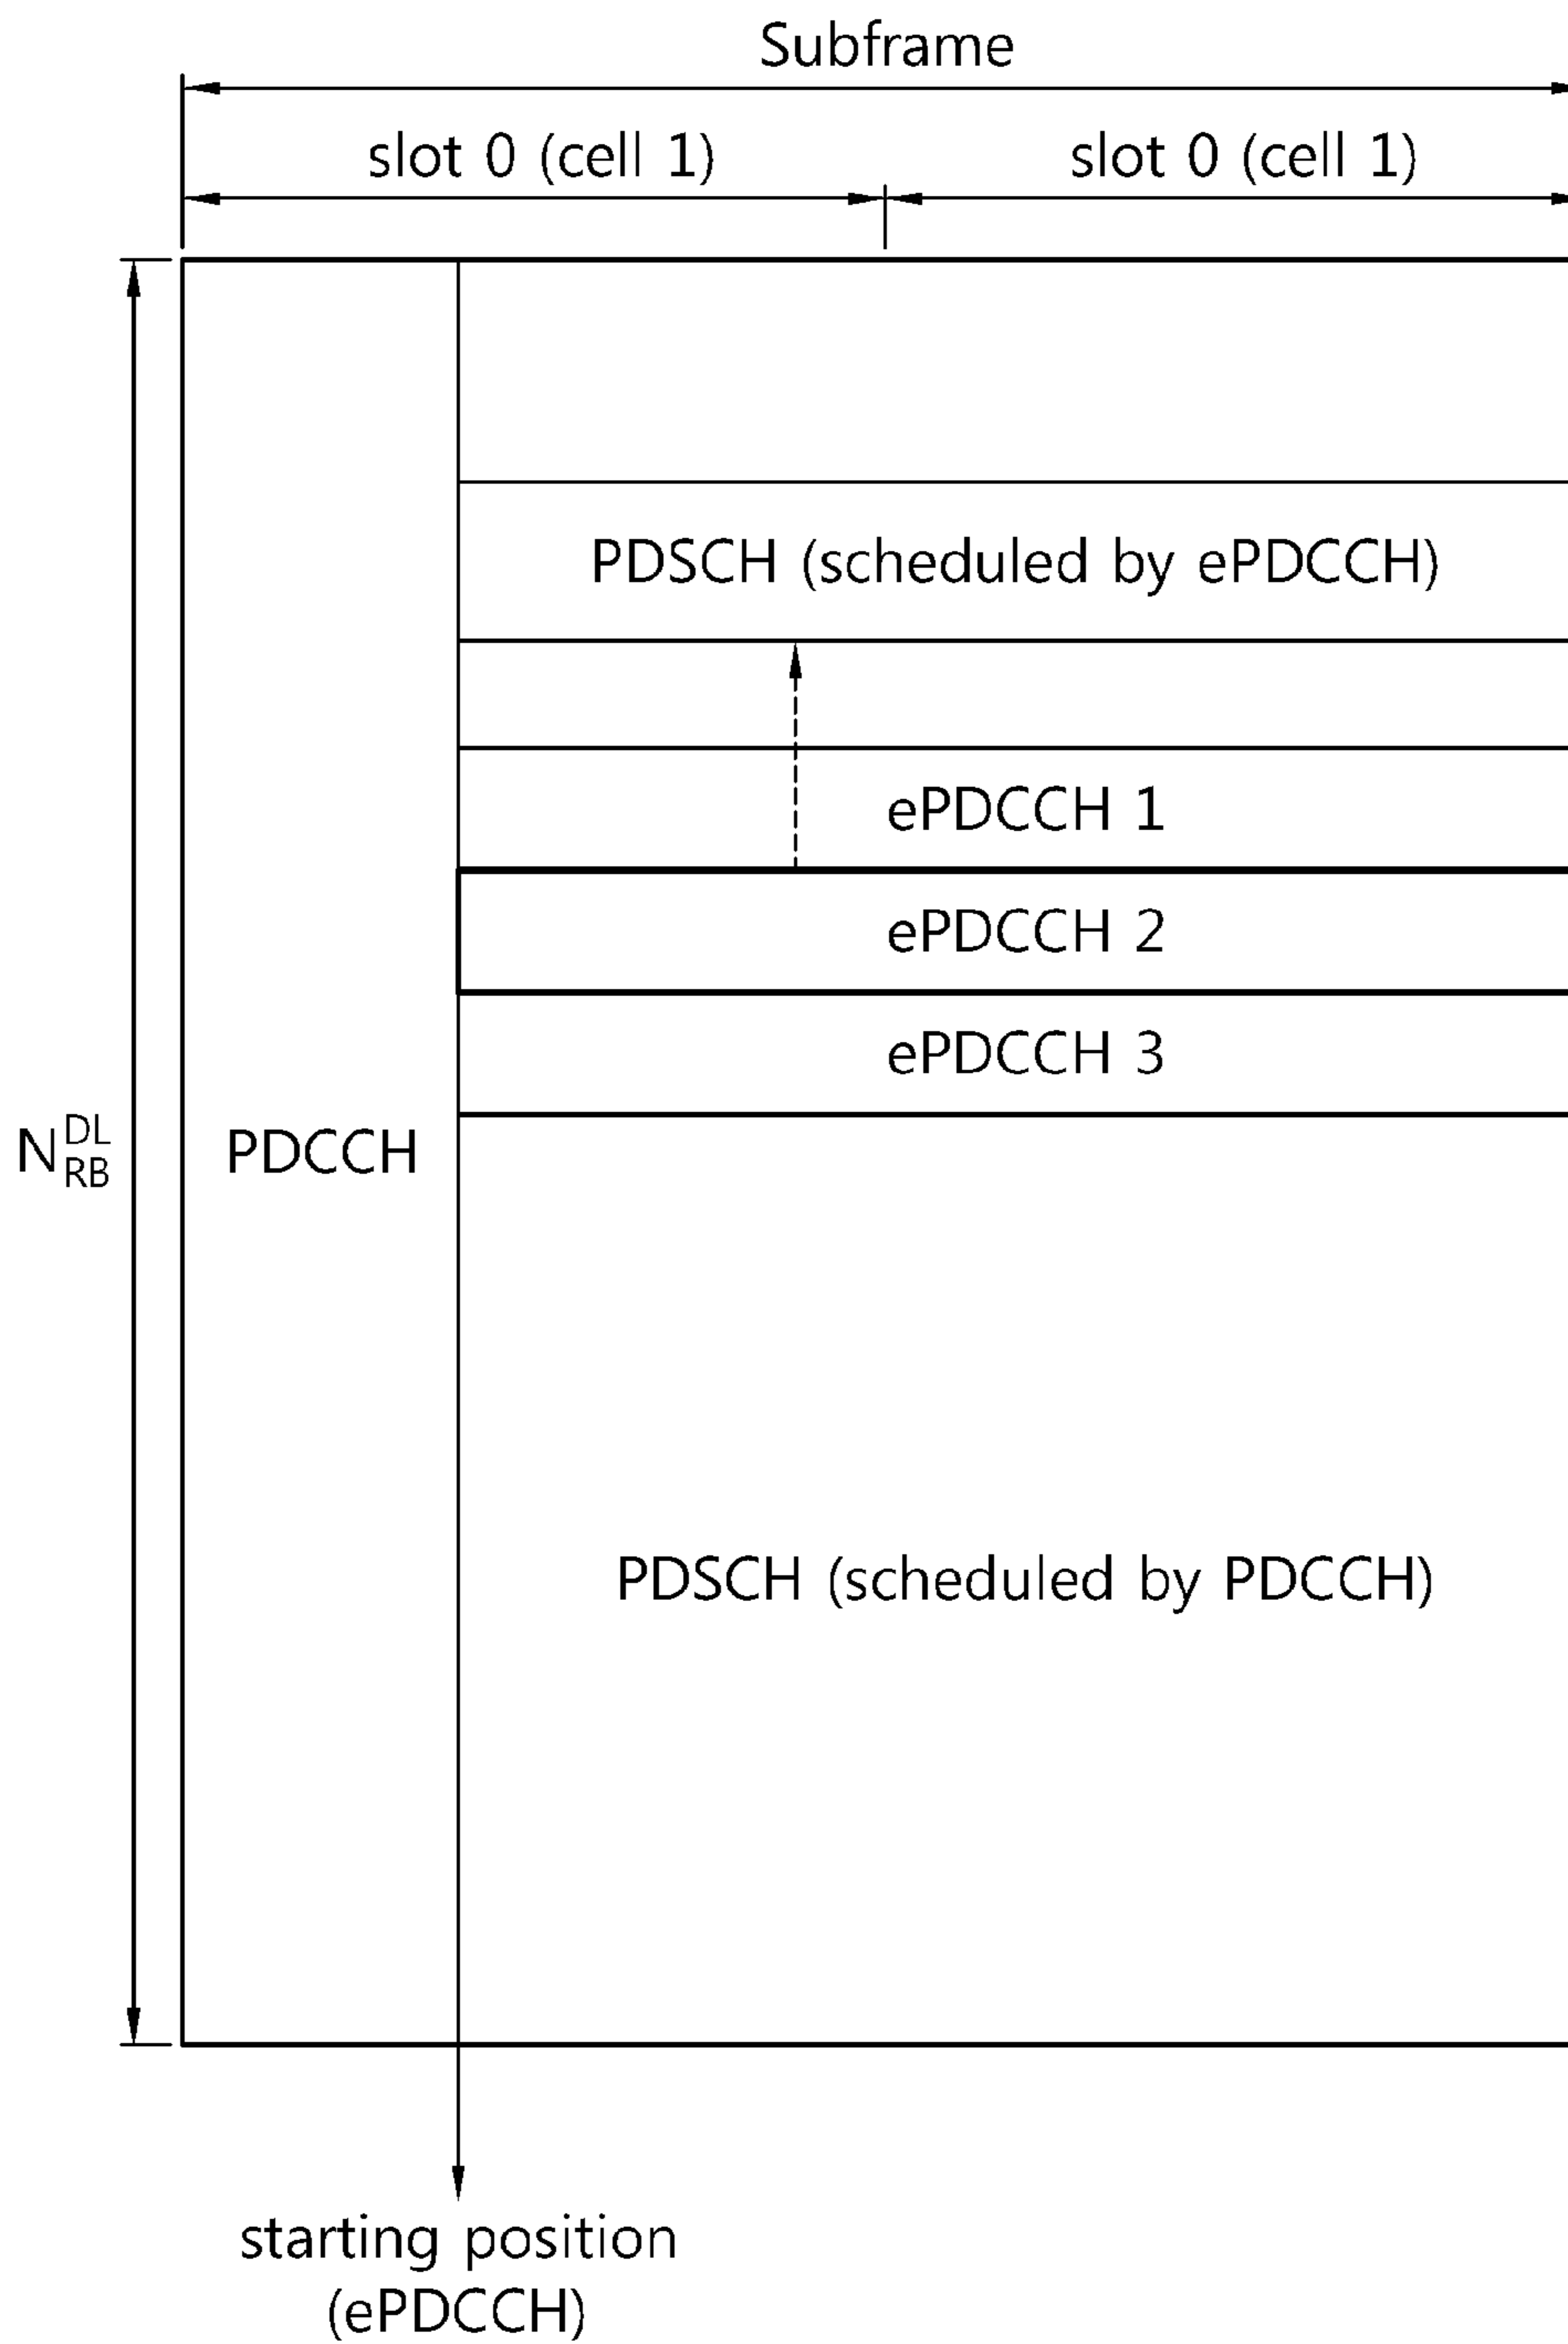 Subframe
slot 0 (cell 1) slot 0 (cell 1)
PDSCH (scheduled by ePDCCH)
ePDCCH 1
ePDCCH 2
ePDCCH 3
N DL RB
PDCCH
PDSCH (scheduled by PDCCH)
starting position
(ePDCCH)